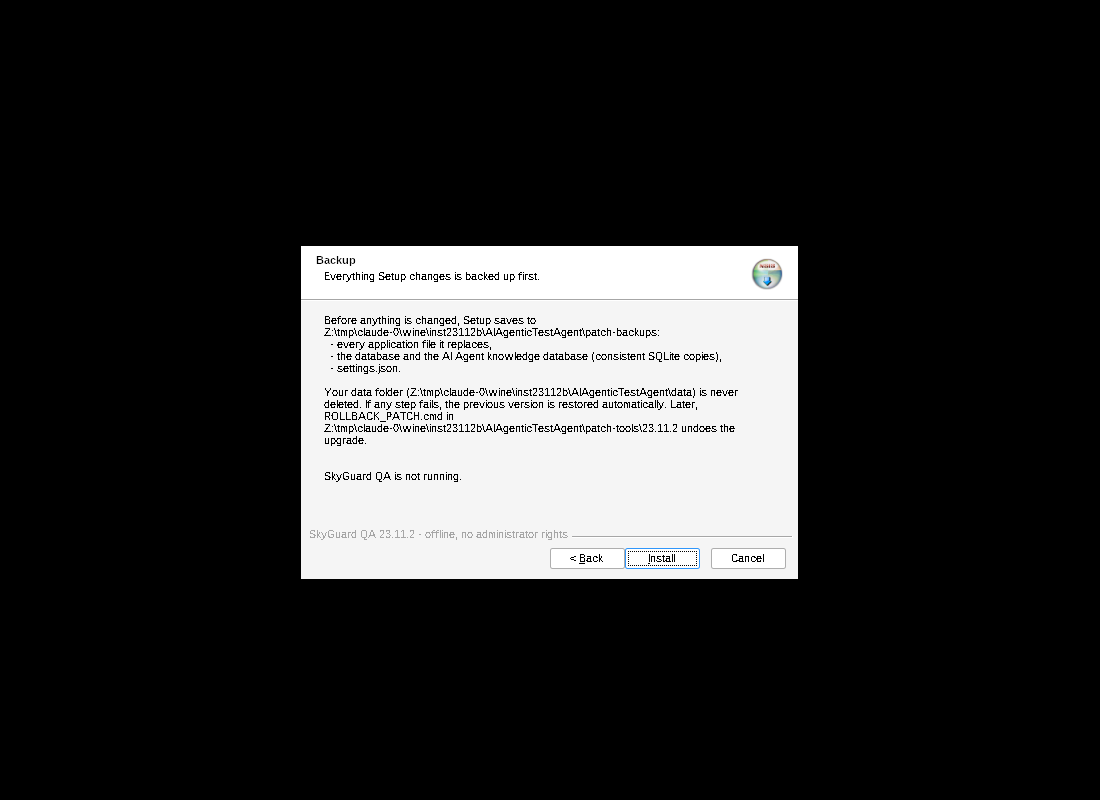 Backup
Everything Setup changes is backed up first.
Before anything is changed, Setup saves to
Z:\tmp\claude-0\wine\inst23112b\AIAgenticTestAgent\patch-backups:
- every application file it replaces,
- the database and the AI Agent knowledge database (consistent SQLite copies),
- settings.json.
Your data folder (Z:\tmp\claude-0\wine\inst23112b\AIAgenticTestAgent\data) is never
deleted. If any step fails, the previous version is restored automatically. Later,
ROLLBACK_PATCH.cmd in
Z:\tmp\claude-0\wine\inst23112b\AIAgenticTestAgent\patch-tools\23.11.2 undoes the
upgrade.
SkyGuard QA is not running.
SkyGuard QA 23.11.2 - offline, no administrator rights
< Back
Install
Cancel